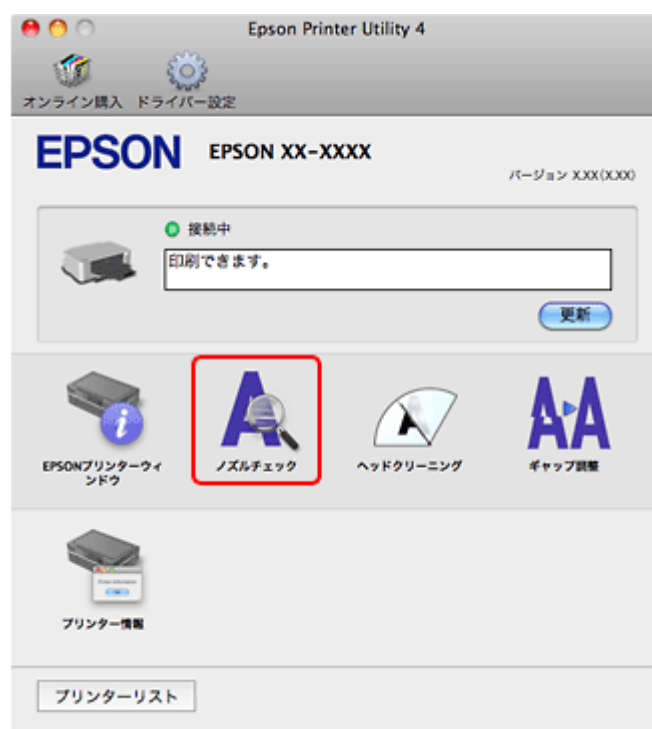 Epson Printer Utility 4
オンライン購入 ドライバー設定
EPSON EPSON XX-XXXX
バージョン X.XX(X.XX)
接続中
印刷できます。
更新
EPSONプリンターウィ
ンドウ
ノズルチェック
ヘッドクリーニング
ギャップ調整
プリンター情報
プリンターリスト